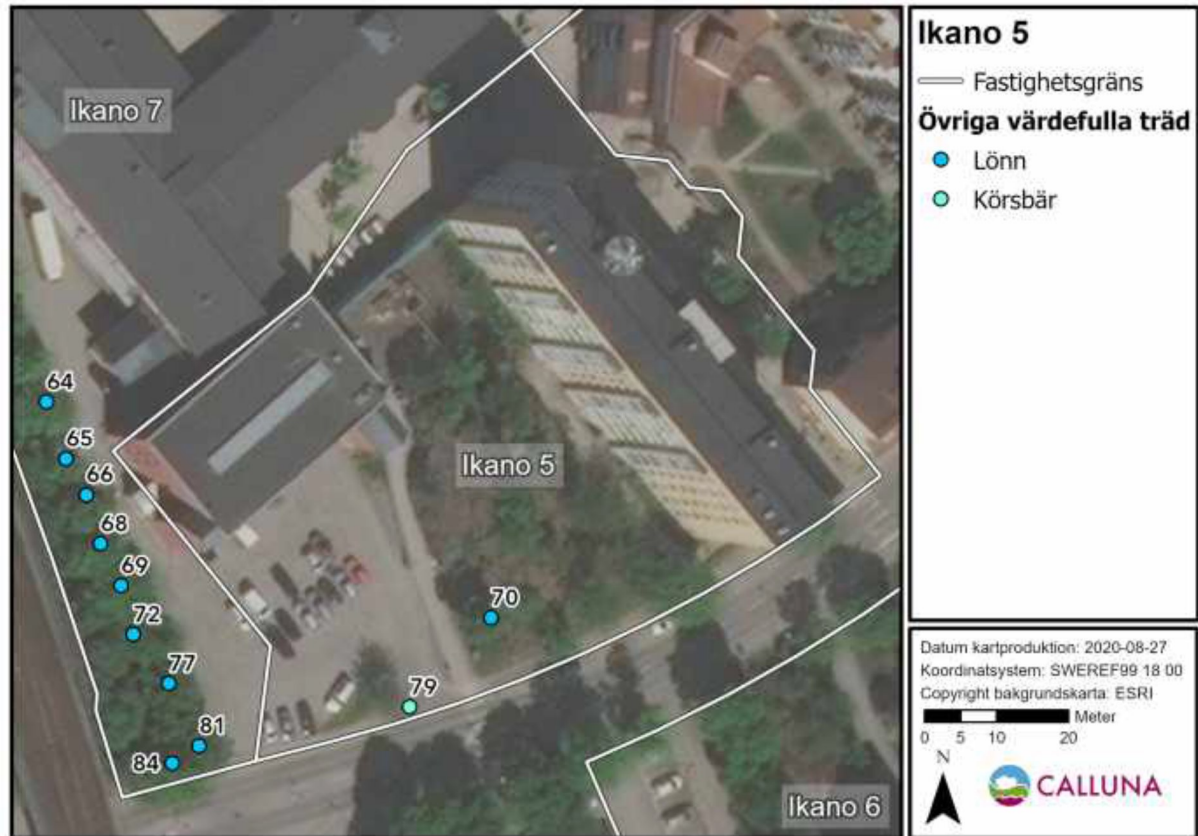 Ikano 7
64
65
66
68
69
72
77
81
84
Ikano 5
70
79
Ikano 6
Ikano 5
Fastighetsgräns
Övriga värdefulla träd
Lönn
Körsbär
Datum kartproduktion: 2020-08-27
Koordinatsystem: SWEREF99 18 00
Copyright bakgrundskarta: ESRI
Meter
0 5 10 20
N
CALLUNA